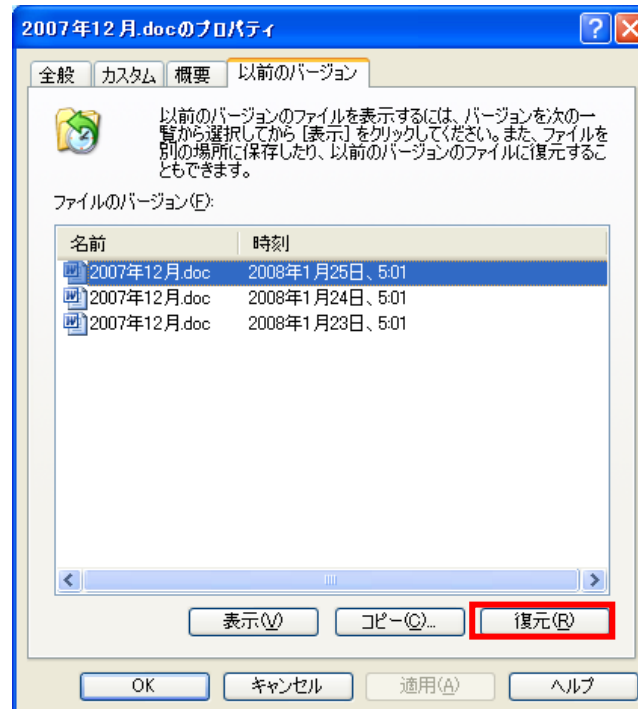 2007年12月.docのプロパティ
全般 カスタム 概要 以前のバージョン
以前のバージョンのファイルを表示するには、バージョンを次の一
覧から選択してから [表示] をクリックしてください。また、ファイルを
別の場所に保存したり、以前のバージョンのファイルに復元するこ
ともできます。
ファイルのバージョン(F):
名前 時刻
2007年12月.doc 2008年1月25日、5:01
2007年12月.doc 2008年1月24日、5:01
2007年12月.doc 2008年1月23日、5:01
表示(V) コピー(C)... 復元(R)
OK キャンセル 適用(A) ヘルプ